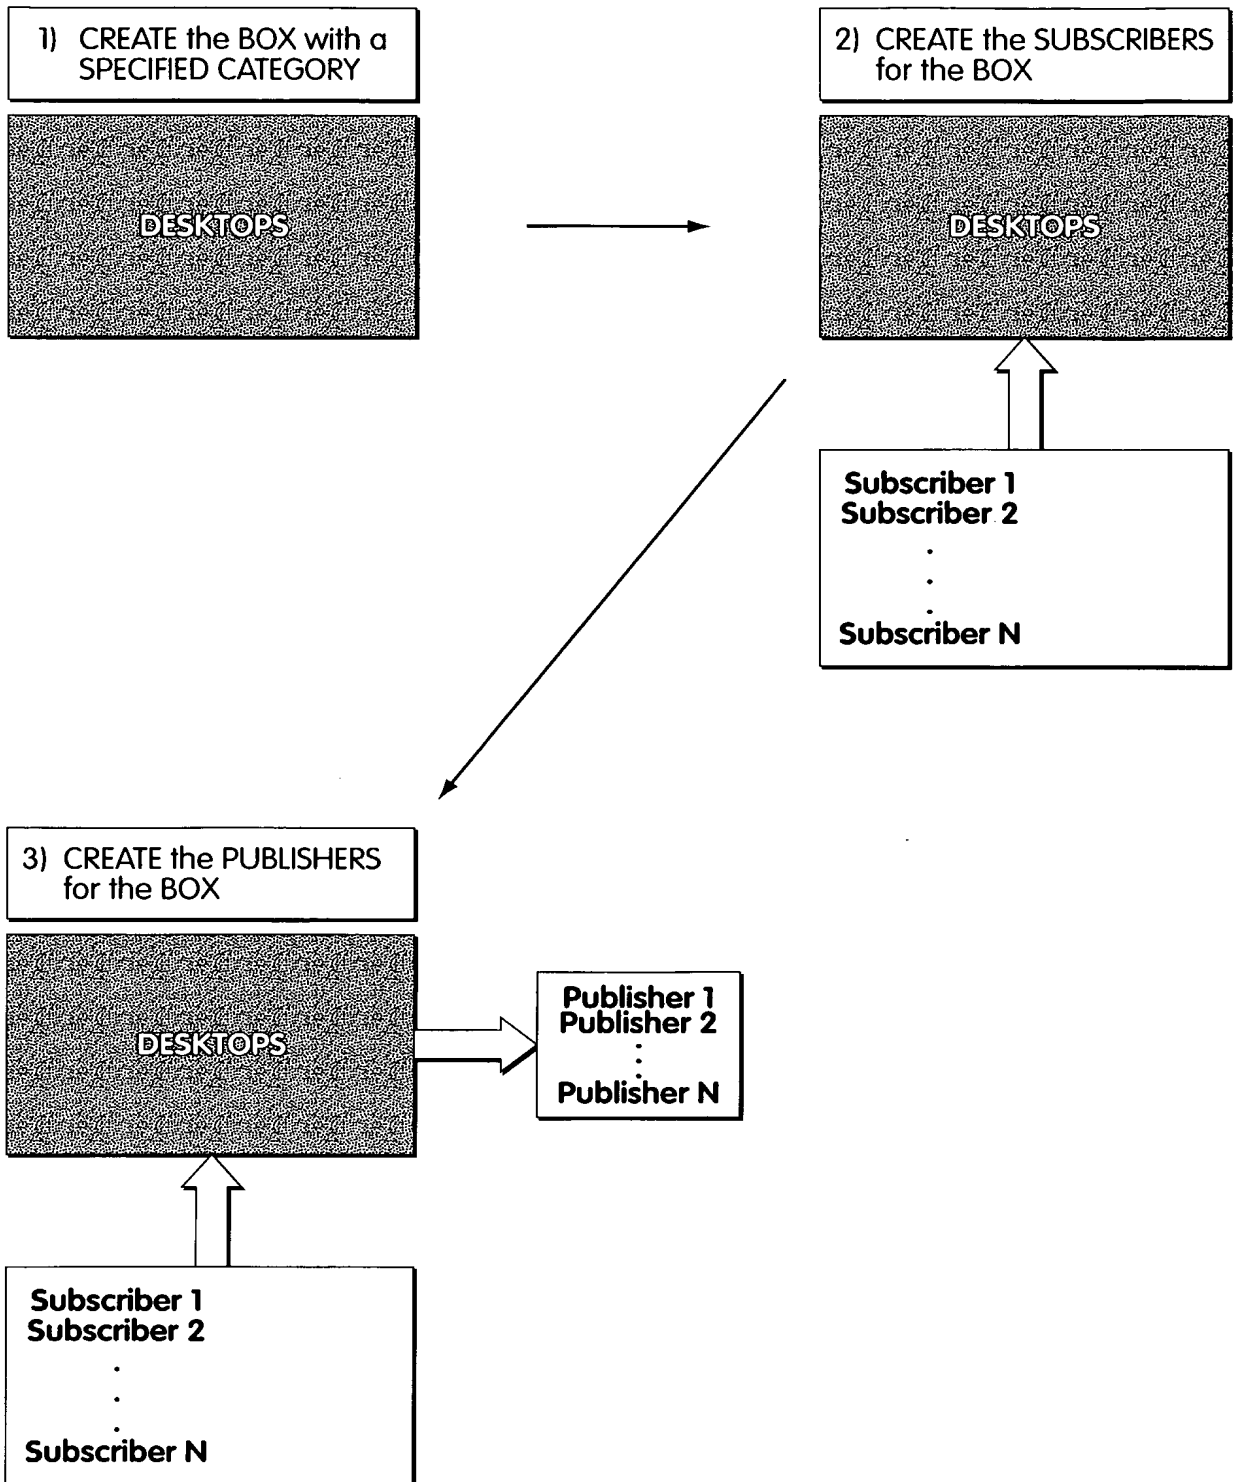 1) CREATE the BOX with a
SPECIFIED CATEGORY
DESKTOPS
2) CREATE the SUBSCRIBERS
for the BOX
DESKTOPS
Subscriber 1
Subscriber 2
.
.
.
Subscriber N
3) CREATE the PUBLISHERS
for the BOX
DESKTOPS
Publisher 1
Publisher 2
.
.
.
Publisher N
Subscriber 1
Subscriber 2
.
.
.
Subscriber N